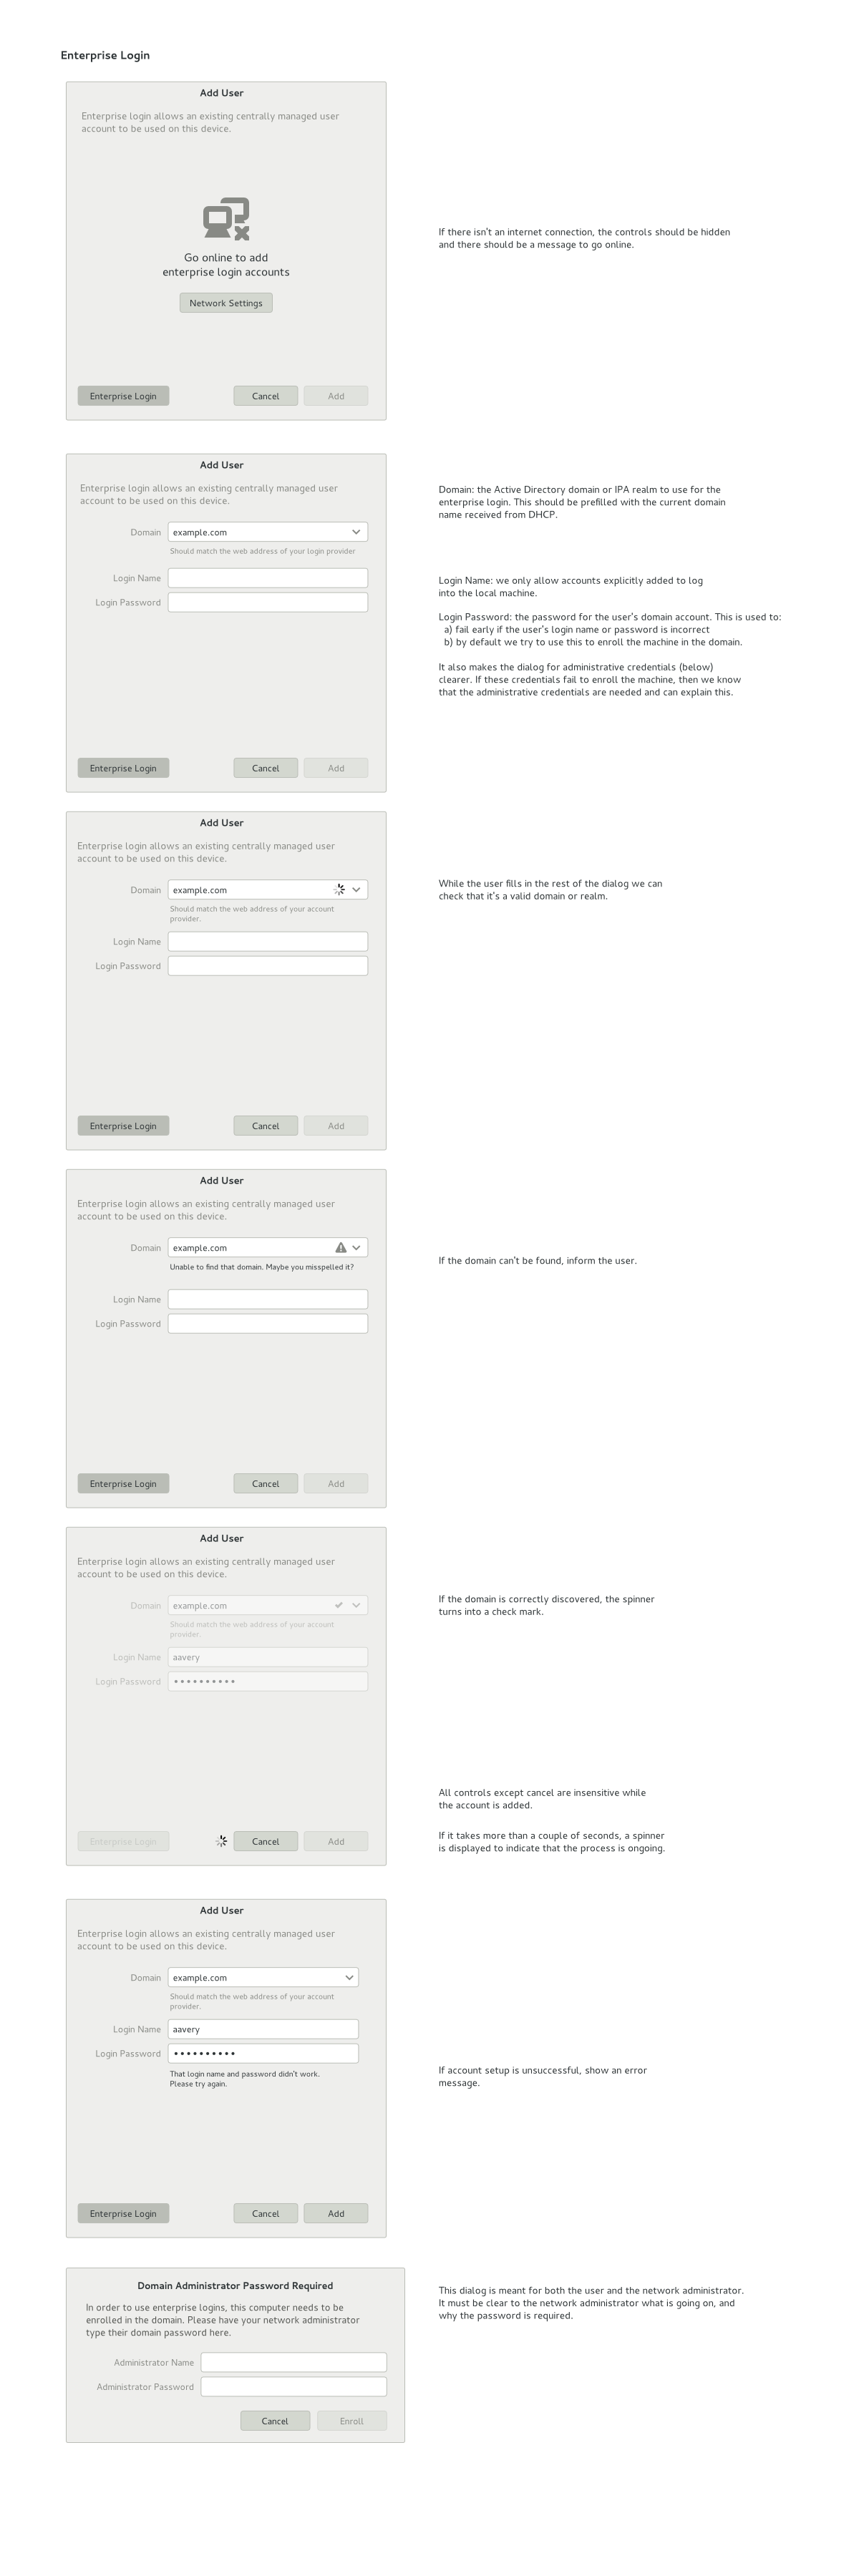 Enterprise Login
Add User
Enterprise login allows an existing centrally managed user
account to be used on this device.
Go online to add
enterprise login accounts
Network Settings
Enterprise Login
Cancel
Add
If there isn't an internet connection, the controls should be hidden
and there should be a message to go online.
Add User
Enterprise login allows an existing centrally managed user
account to be used on this device.
Domain
example.com
Should match the web address of your login provider
Login Name
Login Password
Enterprise Login
Cancel
Add
Domain: the Active Directory domain or IPA realm to use for the
enterprise login. This should be prefilled with the current domain
name received from DHCP.
Login Name: we only allow accounts explicitly added to log
into the local machine.
Login Password: the password for the user's domain account. This is used to:
a) fail early if the user's login name or password is incorrect
b) by default we try to use this to enroll the machine in the domain.
It also makes the dialog for administrative credentials (below)
clearer. If these credentials fail to enroll the machine, then we know
that the administrative credentials are needed and can explain this.
Add User
Enterprise login allows an existing centrally managed user
account to be used on this device.
Domain
example.com
Should match the web address of your account
provider.
Login Name
Login Password
Enterprise Login
Cancel
Add
While the user fills in the rest of the dialog we can
check that it's a valid domain or realm.
Add User
Enterprise login allows an existing centrally managed user
account to be used on this device.
Domain
example.com
Unable to find that domain. Maybe you misspelled it?
Login Name
Login Password
Enterprise Login
Cancel
Add
If the domain can't be found, inform the user.
Add User
Enterprise login allows an existing centrally managed user
account to be used on this device.
Domain
example.com
Should match the web address of your account
provider.
Login Name
aavery
Login Password
••••••••••
Enterprise Login
Cancel
Add
If the domain is correctly discovered, the spinner
turns into a check mark.
All controls except cancel are insensitive while
the account is added.
If it takes more than a couple of seconds, a spinner
is displayed to indicate that the process is ongoing.
Add User
Enterprise login allows an existing centrally managed user
account to be used on this device.
Domain
example.com
Should match the web address of your account
provider.
Login Name
aavery
Login Password
••••••••••
That login name and password didn't work.
Please try again.
Enterprise Login
Cancel
Add
If account setup is unsuccessful, show an error
message.
Domain Administrator Password Required
In order to use enterprise logins, this computer needs to be
enrolled in the domain. Please have your network administrator
type their domain password here.
Administrator Name
Administrator Password
Cancel
Enroll
This dialog is meant for both the user and the network administrator.
It must be clear to the network administrator what is going on, and
why the password is required.